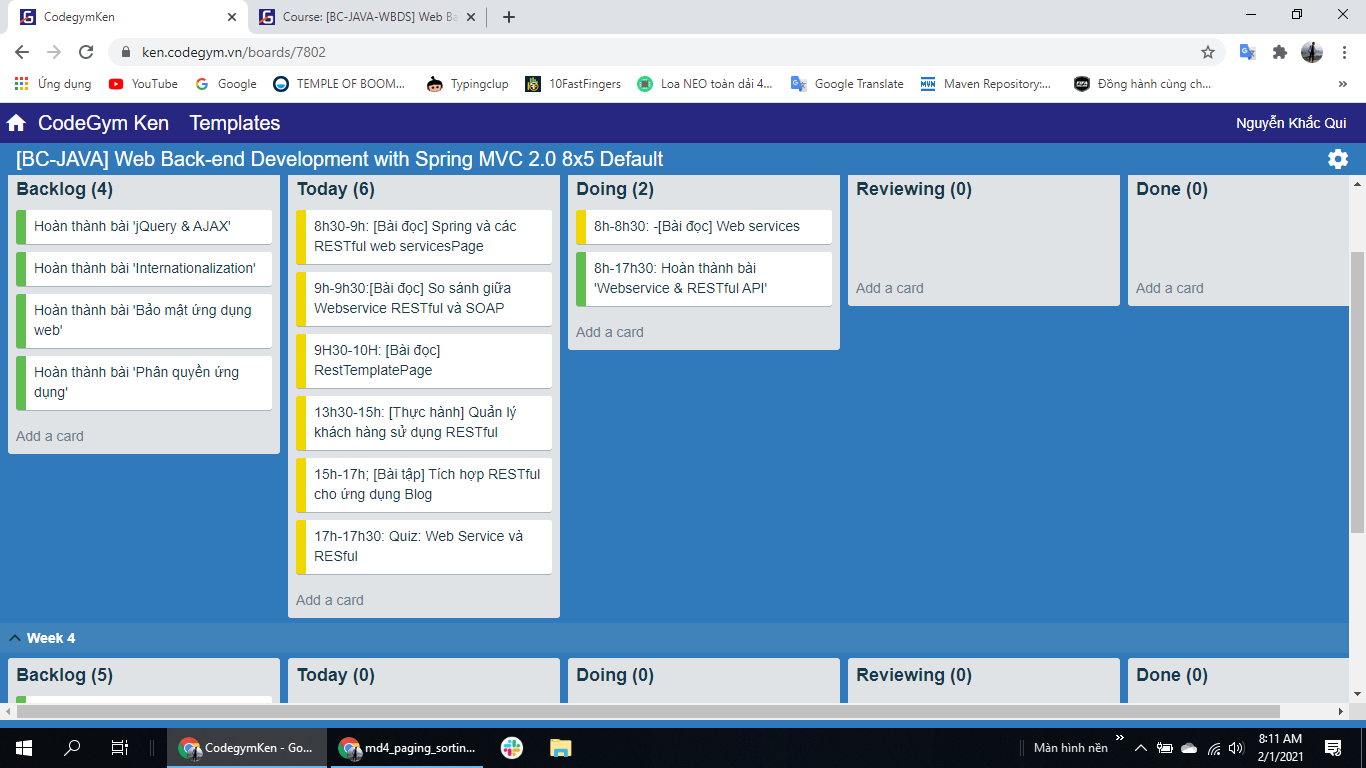 CodegymKen
Course: [BC-JAVA-WBDS] Web Ba
ken.codegym.vn/boards/7802
Ứng dụng
YouTube
Google
TEMPLE OF BOOM...
Typingclup
10FastFingers
Loa NEO toàn dải 4...
Google Translate
Maven Repository:...
Đồng hành cùng ch...
CodeGym Ken
Templates
Nguyễn Khắc Qui
[BC-JAVA] Web Back-end Development with Spring MVC 2.0 8x5 Default
Backlog (4)
Hoàn thành bài 'jQuery & AJAX'
Hoàn thành bài 'Internationalization'
Hoàn thành bài 'Bảo mật ứng dụng
web'
Hoàn thành bài 'Phân quyền ứng
dụng'
Add a card
Today (6)
8h30-9h: [Bài đọc] Spring và các
RESTful web servicesPage
9h-9h30:[Bài đọc] So sánh giữa
Webservice RESTful và SOAP
9H30-10H: [Bài đọc]
RestTemplatePage
13h30-15h: [Thực hành] Quản lý
khách hàng sử dụng RESTful
15h-17h; [Bài tập] Tích hợp RESTful
cho ứng dụng Blog
17h-17h30: Quiz: Web Service và
RESful
Add a card
Doing (2)
8h-8h30: -[Bài đọc] Web services
8h-17h30: Hoàn thành bài
'Webservice & RESTful API'
Add a card
Reviewing (0)
Add a card
Done (0)
Add a card
Week 4
Backlog (5)
Today (0)
Doing (0)
Reviewing (0)
Done (0)
CodegymKen - Go...
md4_paging_sortin...
Màn hình nền
8:11 AM
2/1/2021